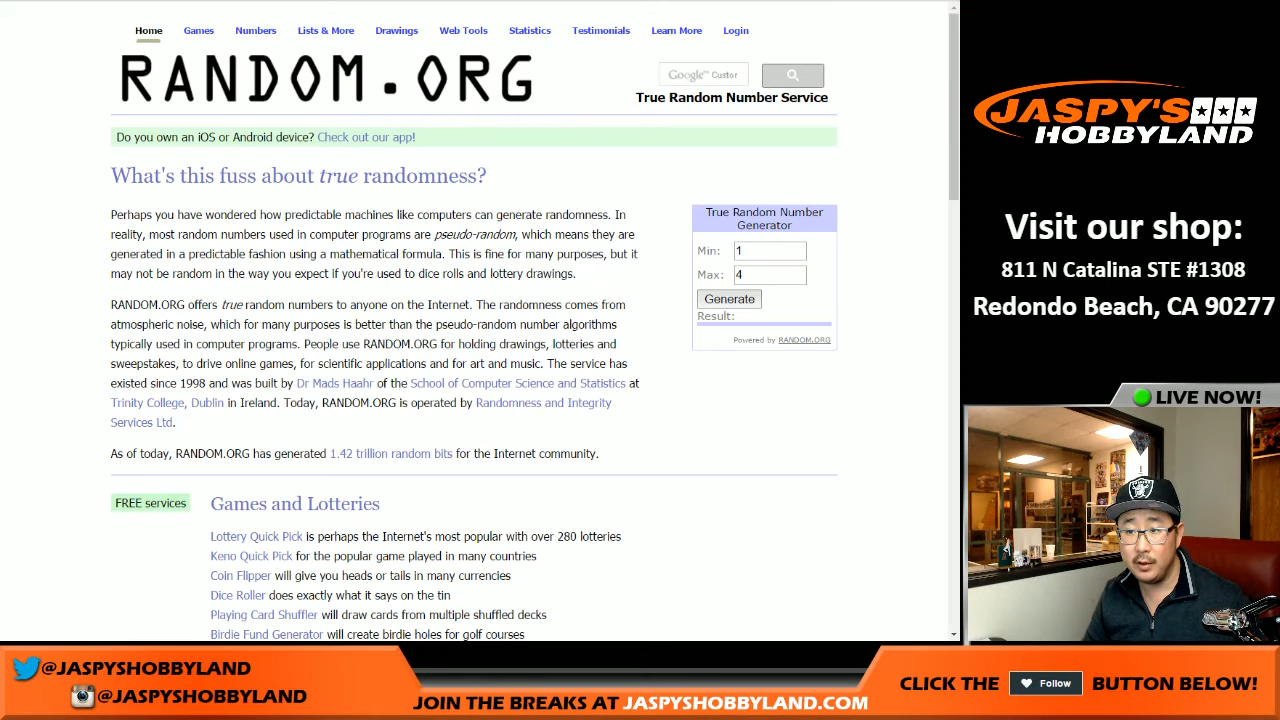 Home Games Numbers Lists & More Drawings Web Tools Statistics Testimonials Learn More Login
RANDOM.ORG
Google™ Custor
True Random Number Service
Do you own an iOS or Android device? Check out our app!
What's this fuss about true randomness?
Perhaps you have wondered how predictable machines like computers can generate randomness. In
reality, most random numbers used in computer programs are pseudo-random, which means they are
generated in a predictable fashion using a mathematical formula. This is fine for many purposes, but it
may not be random in the way you expect if you're used to dice rolls and lottery drawings.
RANDOM.ORG offers true random numbers to anyone on the Internet. The randomness comes from
atmospheric noise, which for many purposes is better than the pseudo-random number algorithms
typically used in computer programs. People use RANDOM.ORG for holding drawings, lotteries and
sweepstakes, to drive online games, for scientific applications and for art and music. The service has
existed since 1998 and was built by Dr Mads Haahr of the School of Computer Science and Statistics at
Trinity College, Dublin in Ireland. Today, RANDOM.ORG is operated by Randomness and Integrity
Services Ltd.
As of today, RANDOM.ORG has generated 1.42 trillion random bits for the Internet community.
True Random Number
Generator
Min: 1
Max: 4
Generate
Result:
Powered by RANDOM.ORG
FREE services
Games and Lotteries
Lottery Quick Pick is perhaps the Internet's most popular with over 280 lotteries
Keno Quick Pick for the popular game played in many countries
Coin Flipper will give you heads or tails in many currencies
Dice Roller does exactly what it says on the tin
Playing Card Shuffler will draw cards from multiple shuffled decks
Birdie Fund Generator will create birdie holes for golf courses
JASPY'S
HOBBYLAND
Visit our shop:
811 N Catalina STE #1308
Redondo Beach, CA 90277
LIVE NOW!
@JASPYSHOBBYLAND
@JASPYSHOBBYLAND
JOIN THE BREAKS AT JASPYSHOBBYLAND.COM
CLICK THE Follow BUTTON BELOW!